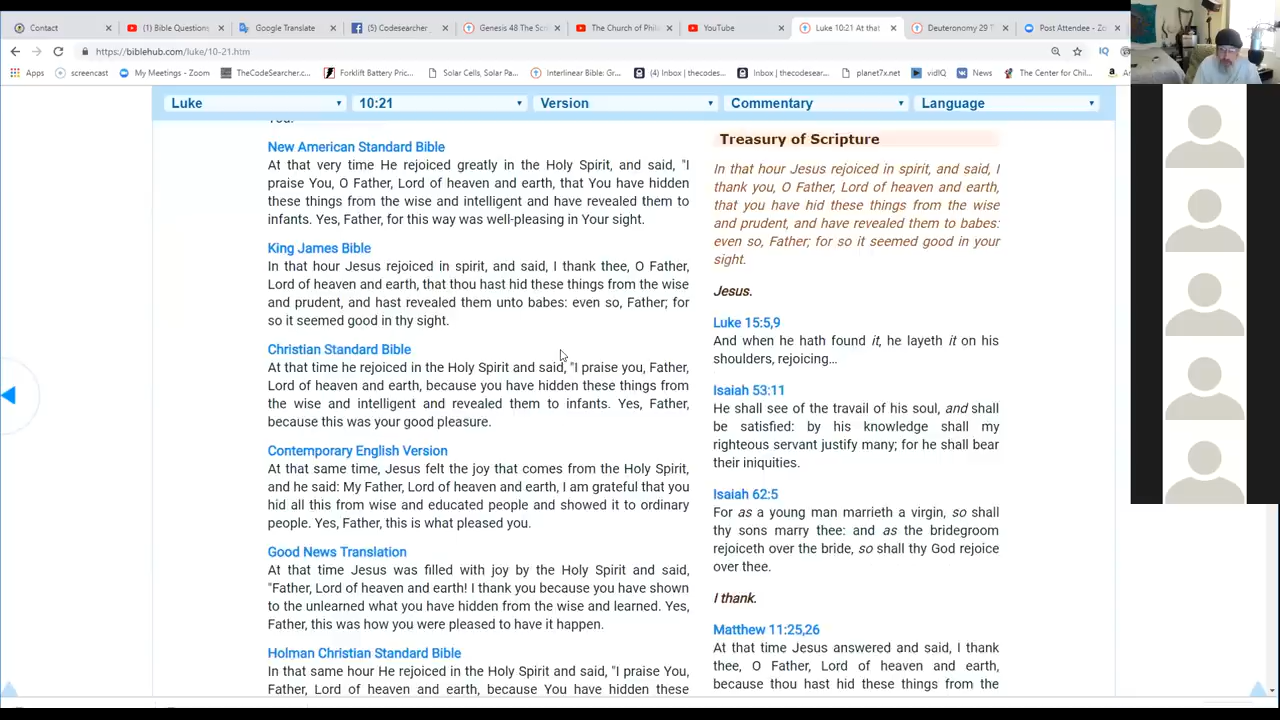 Contact
(1) Bible Questions
Google Translate
(5) Codesearcher
Genesis 48 The Scr
The Church of Phil
YouTube
Luke 10:21 At that
Deuteronomy 29 T
Post Attendee - Zo
https://biblehub.com/luke/10-21.htm
IQ
Apps
screencast
My Meetings - Zoom
TheCodeSearcher.c...
Forklift Battery Pric...
Solar Cells, Solar Pa...
Interlinear Bible: Gr...
(4) Inbox | thecodes...
Inbox | thecodesear...
planet7x.net
vidIQ
News
The Center for Chil...
Luke
10:21
Version
Commentary
Language
You.
New American Standard Bible
At that very time He rejoiced greatly in the Holy Spirit, and said, "I
praise You, O Father, Lord of heaven and earth, that You have hidden
these things from the wise and intelligent and have revealed them to
infants. Yes, Father, for this way was well-pleasing in Your sight.
King James Bible
In that hour Jesus rejoiced in spirit, and said, I thank thee, O Father,
Lord of heaven and earth, that thou hast hid these things from the wise
and prudent, and hast revealed them unto babes: even so, Father; for
so it seemed good in thy sight.
Christian Standard Bible
At that time he rejoiced in the Holy Spirit and said, "I praise you, Father,
Lord of heaven and earth, because you have hidden these things from
the wise and intelligent and revealed them to infants. Yes, Father,
because this was your good pleasure.
Contemporary English Version
At that same time, Jesus felt the joy that comes from the Holy Spirit,
and he said: My Father, Lord of heaven and earth, I am grateful that you
hid all this from wise and educated people and showed it to ordinary
people. Yes, Father, this is what pleased you.
Good News Translation
At that time Jesus was filled with joy by the Holy Spirit and said,
"Father, Lord of heaven and earth! I thank you because you have shown
to the unlearned what you have hidden from the wise and learned. Yes,
Father, this was how you were pleased to have it happen.
Holman Christian Standard Bible
In that same hour He rejoiced in the Holy Spirit and said, "I praise You,
Father, Lord of heaven and earth, because You have hidden these
Treasury of Scripture
In that hour Jesus rejoiced in spirit, and said, I
thank you, O Father, Lord of heaven and earth,
that you have hid these things from the wise
and prudent, and have revealed them to babes:
even so, Father; for so it seemed good in your
sight.
Jesus.
Luke 15:5,9
And when he hath found it, he layeth it on his
shoulders, rejoicing…
Isaiah 53:11
He shall see of the travail of his soul, and shall
be satisfied: by his knowledge shall my
righteous servant justify many; for he shall bear
their iniquities.
Isaiah 62:5
For as a young man marrieth a virgin, so shall
thy sons marry thee: and as the bridegroom
rejoiceth over the bride, so shall thy God rejoice
over thee.
I thank.
Matthew 11:25,26
At that time Jesus answered and said, I thank
thee, O Father, Lord of heaven and earth,
because thou hast hid these things from the